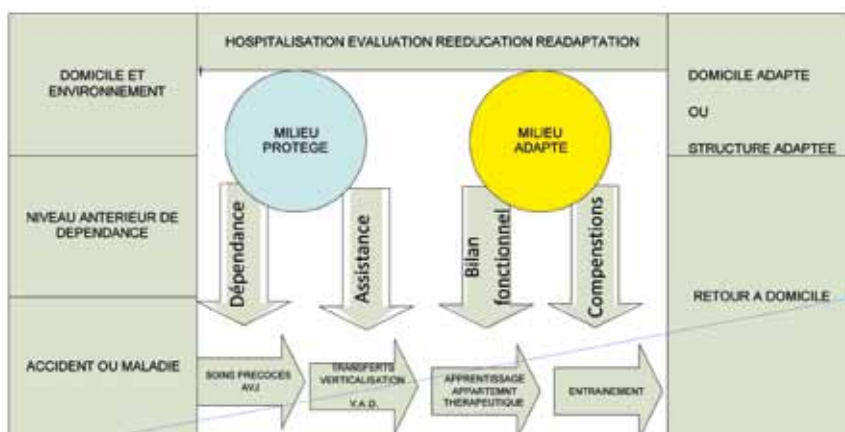 HOSPITALISATION EVALUATION REEDUCATION READAPTATION
DOMICILE ET
ENVIRONNEMENT
MILIEU
PROTEGE
MILIEU
ADAPTE
DOMICILE ADAPTE
OU
STRUCTURE ADAPTEE
NIVEAU ANTERIEUR DE
DEPENDANCE
Dépendance
Assistance
Bilan
fonctionnel
Compenstions
RETOUR A DOMICILE
ACCIDENT OU MALADIE
SOINS PRECOCES
AVJ
TRANSFERTS
VERTICALISATION
V.A.D.
APPRENTISSAGE
APPARTEMNT
THERAPEUTIQUE
ENTRAINEMENT